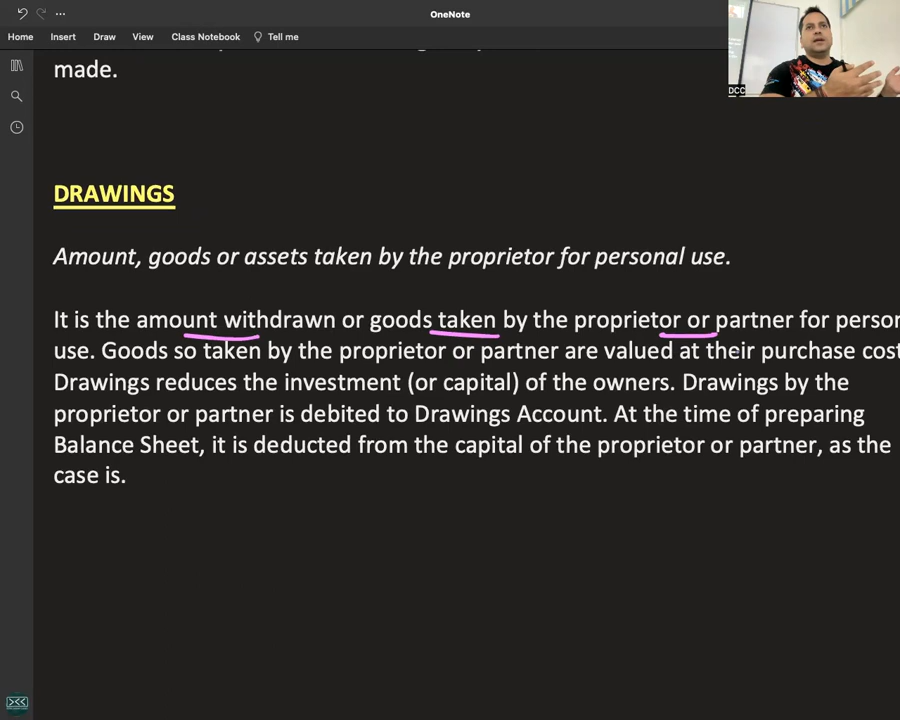 OneNote
Home Insert Draw View Class Notebook Tell me
made.
DCC
DRAWINGS
Amount, goods or assets taken by the proprietor for personal use.
It is the amount withdrawn or goods taken by the proprietor or partner for
use. Goods so taken by the proprietor or partner are valued at their purchase
Drawings reduces the investment (or capital) of the owners. Drawings by the
proprietor or partner is debited to Drawings Account. At the time of preparing
Balance Sheet, it is deducted from the capital of the proprietor or partner, as the
case is.